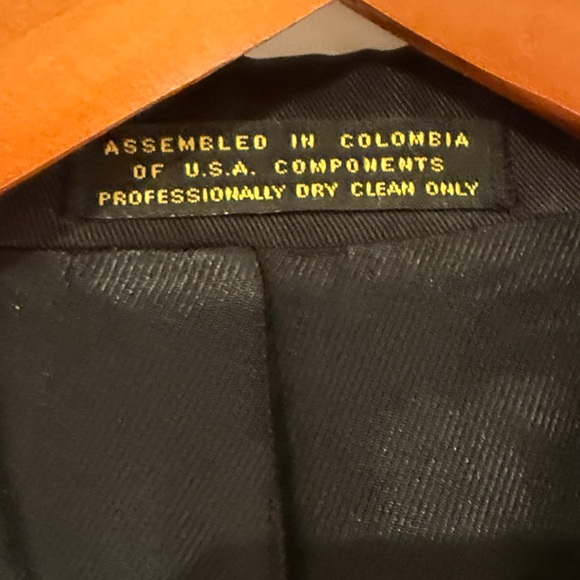 ASSEMBLED IN COLOMBIA
OF U.S.A. COMPONENTS
PROFESSIONALLY DRY CLEAN ONLY